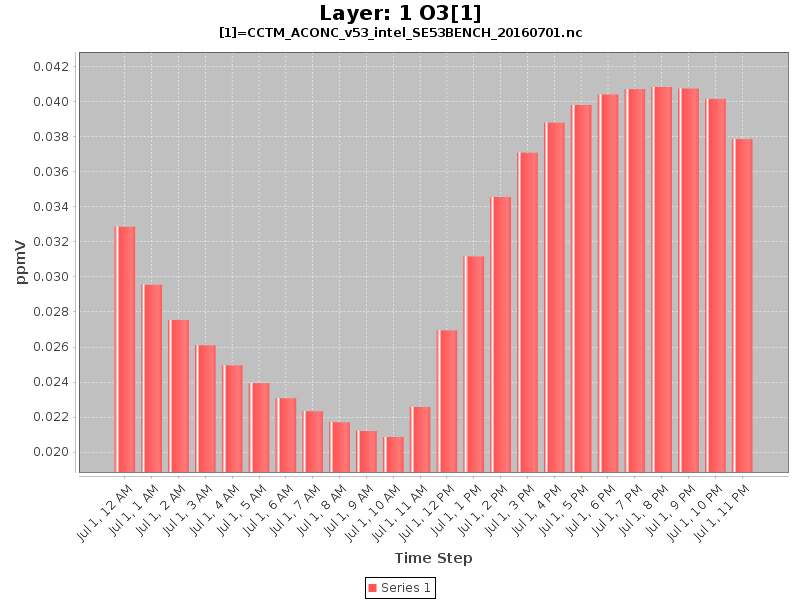 Layer: 1 O3[1]
[1]=CCTM_ACONC_v53_intel_SE53BENCH_20160701.nc
ppmV
0.042
0.040
0.038
0.036
0.034
0.032
0.030
0.028
0.026
0.024
0.022
0.020
Jul 1, 12 AM
Jul 1, 1 AM
Jul 1, 2 AM
Jul 1, 3 AM
Jul 1, 4 AM
Jul 1, 5 AM
Jul 1, 6 AM
Jul 1, 7 AM
Jul 1, 8 AM
Jul 1, 9 AM
Jul 1, 10 AM
Jul 1, 11 AM
Jul 1, 12 PM
Jul 1, 1 PM
Jul 1, 2 PM
Jul 1, 3 PM
Jul 1, 4 PM
Jul 1, 5 PM
Jul 1, 6 PM
Jul 1, 7 PM
Jul 1, 8 PM
Jul 1, 9 PM
Jul 1, 10 PM
Jul 1, 11 PM
Time Step
Series 1